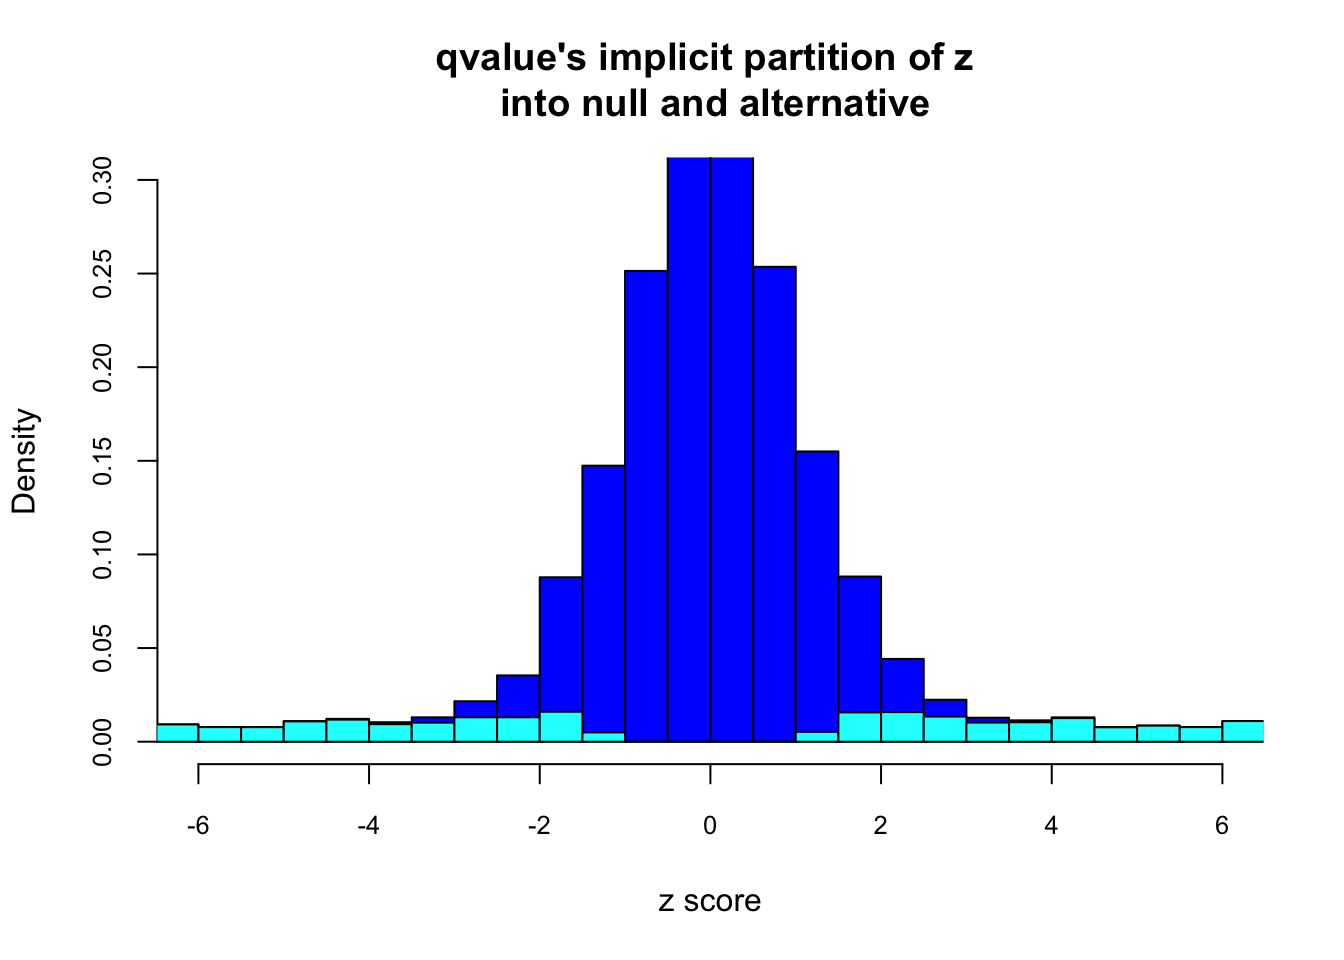 qvalue's implicit partition of z
into null and alternative
0.30
0.25
0.20
0.15
0.10
0.05
0.00
Density
-6 -4 -2 0 2 4 6
z score